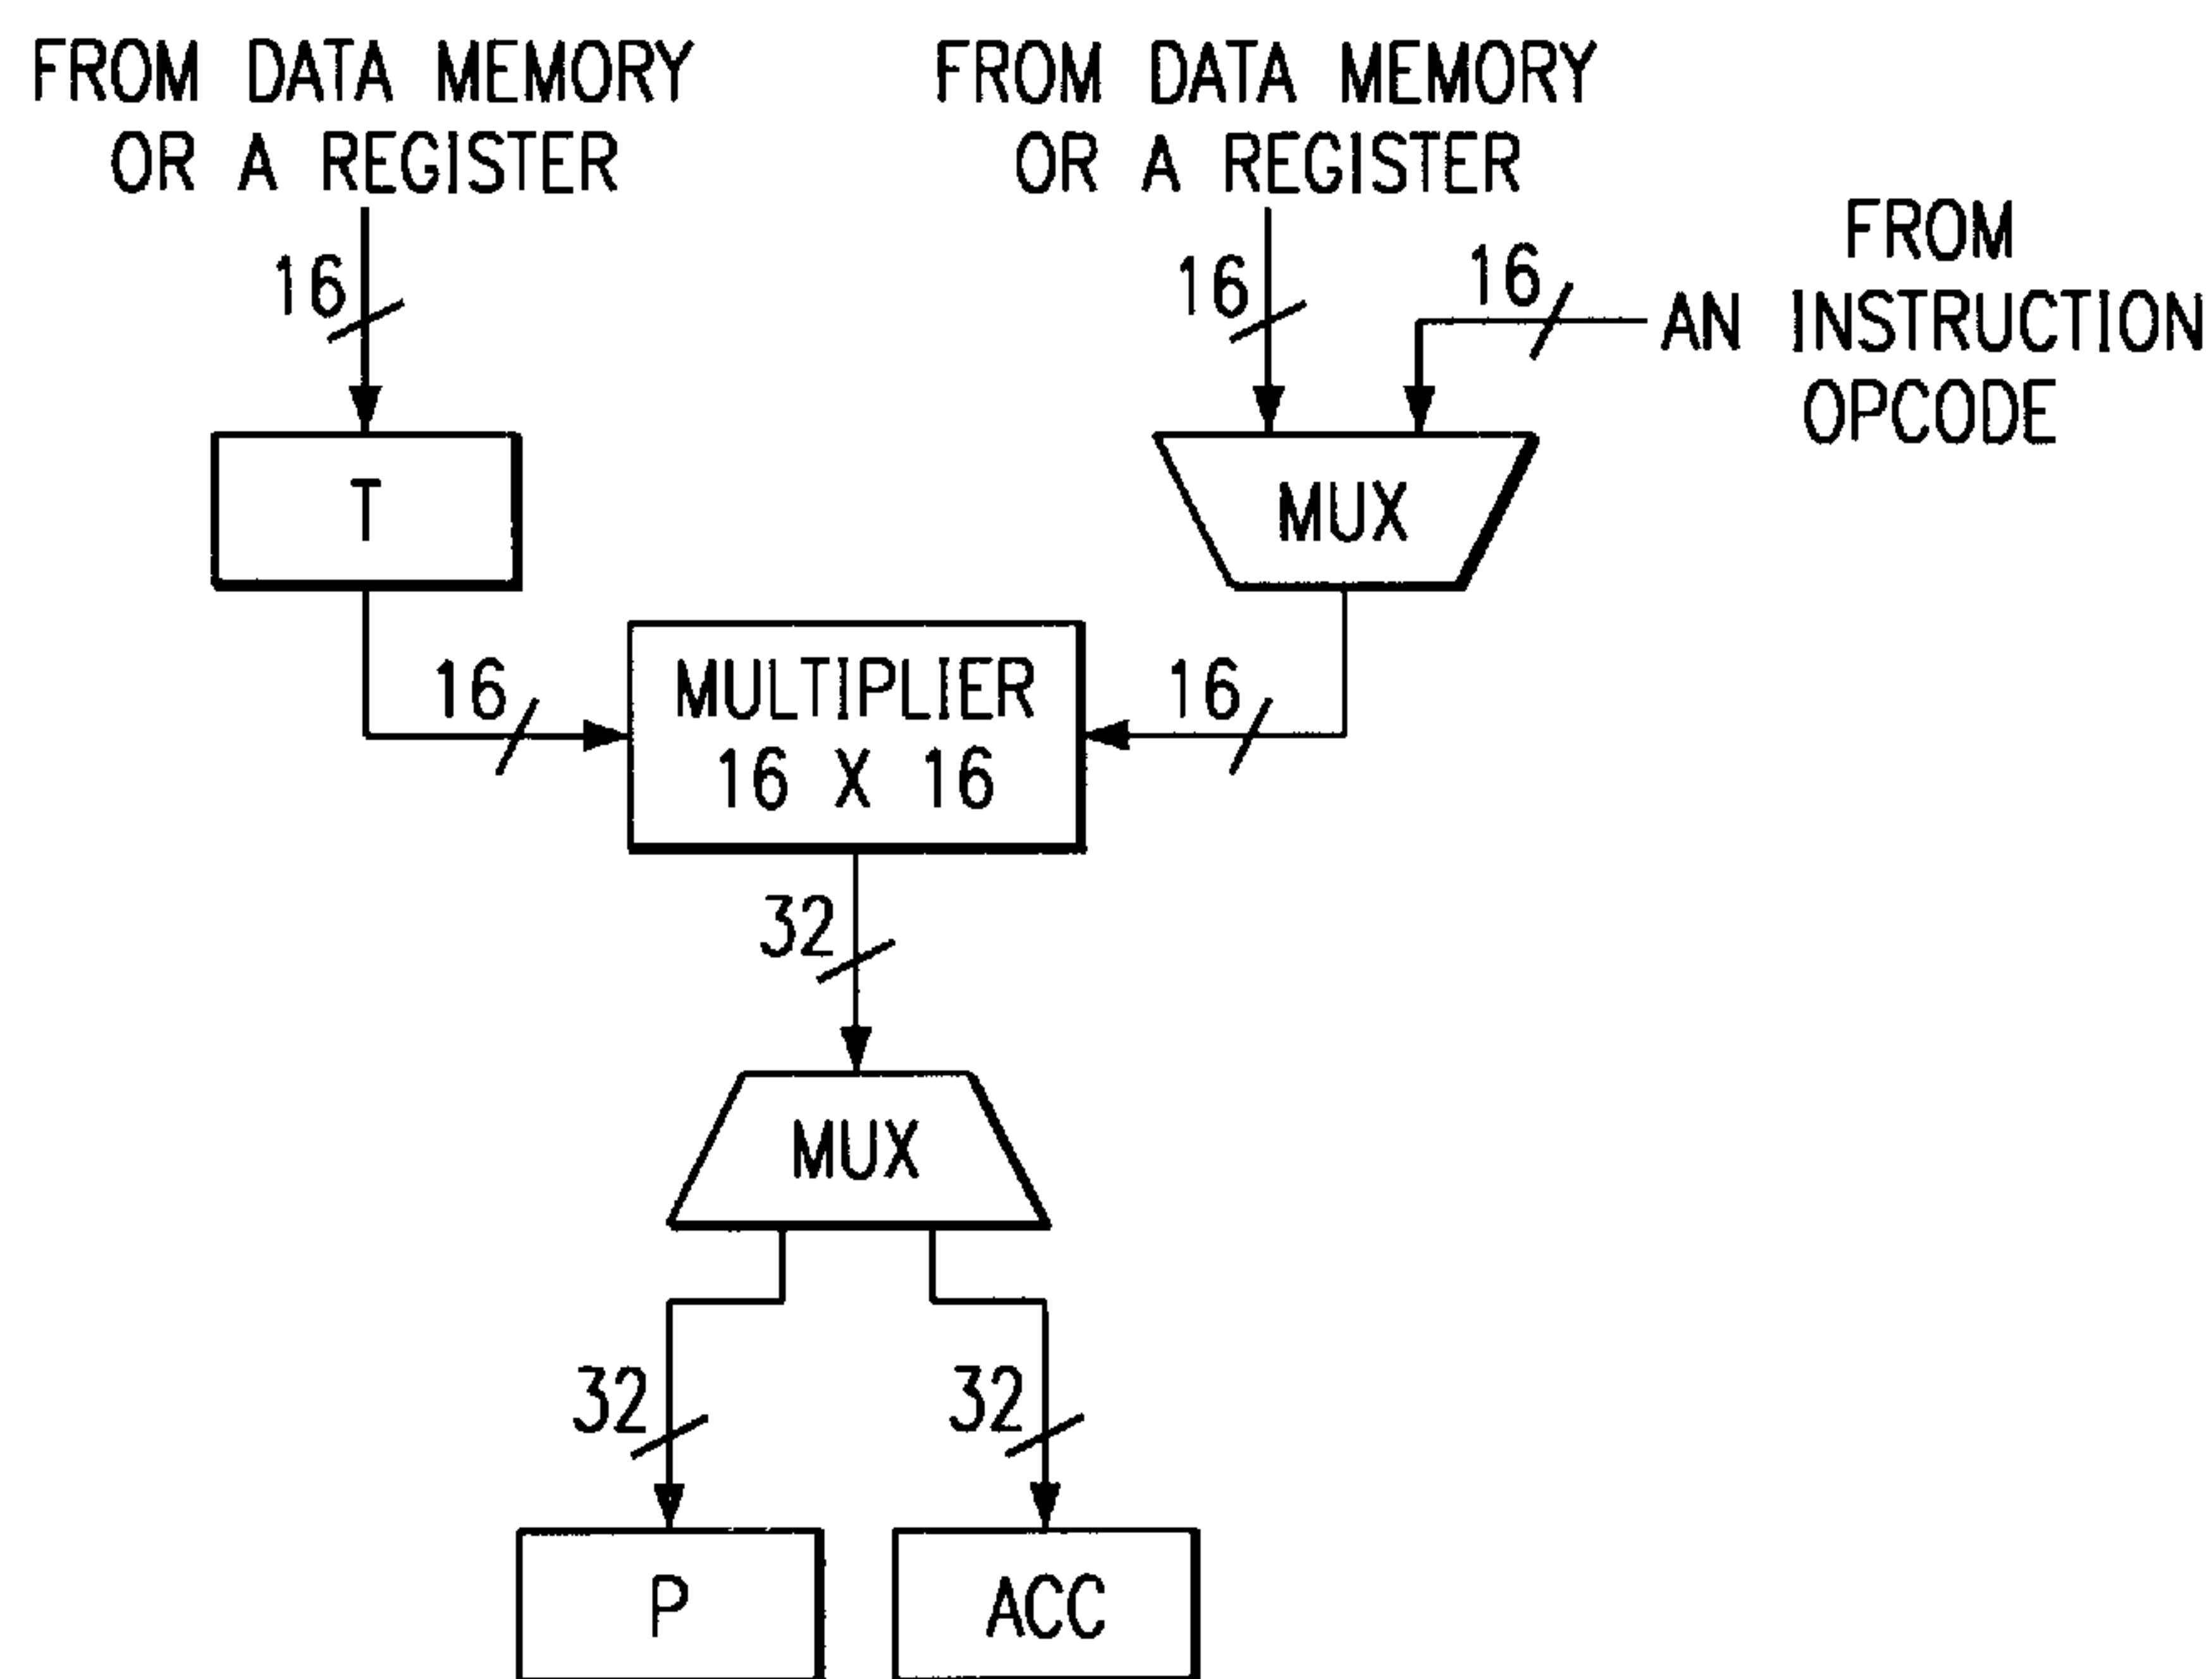 FROM DATA MEMORY
OR A REGISTER
FROM DATA MEMORY
OR A REGISTER
FROM
AN INSTRUCTION
OPCODE
16
16
16
T
MUX
16
MULTIPLIER
16 X 16
16
32
MUX
32
32
P
ACC